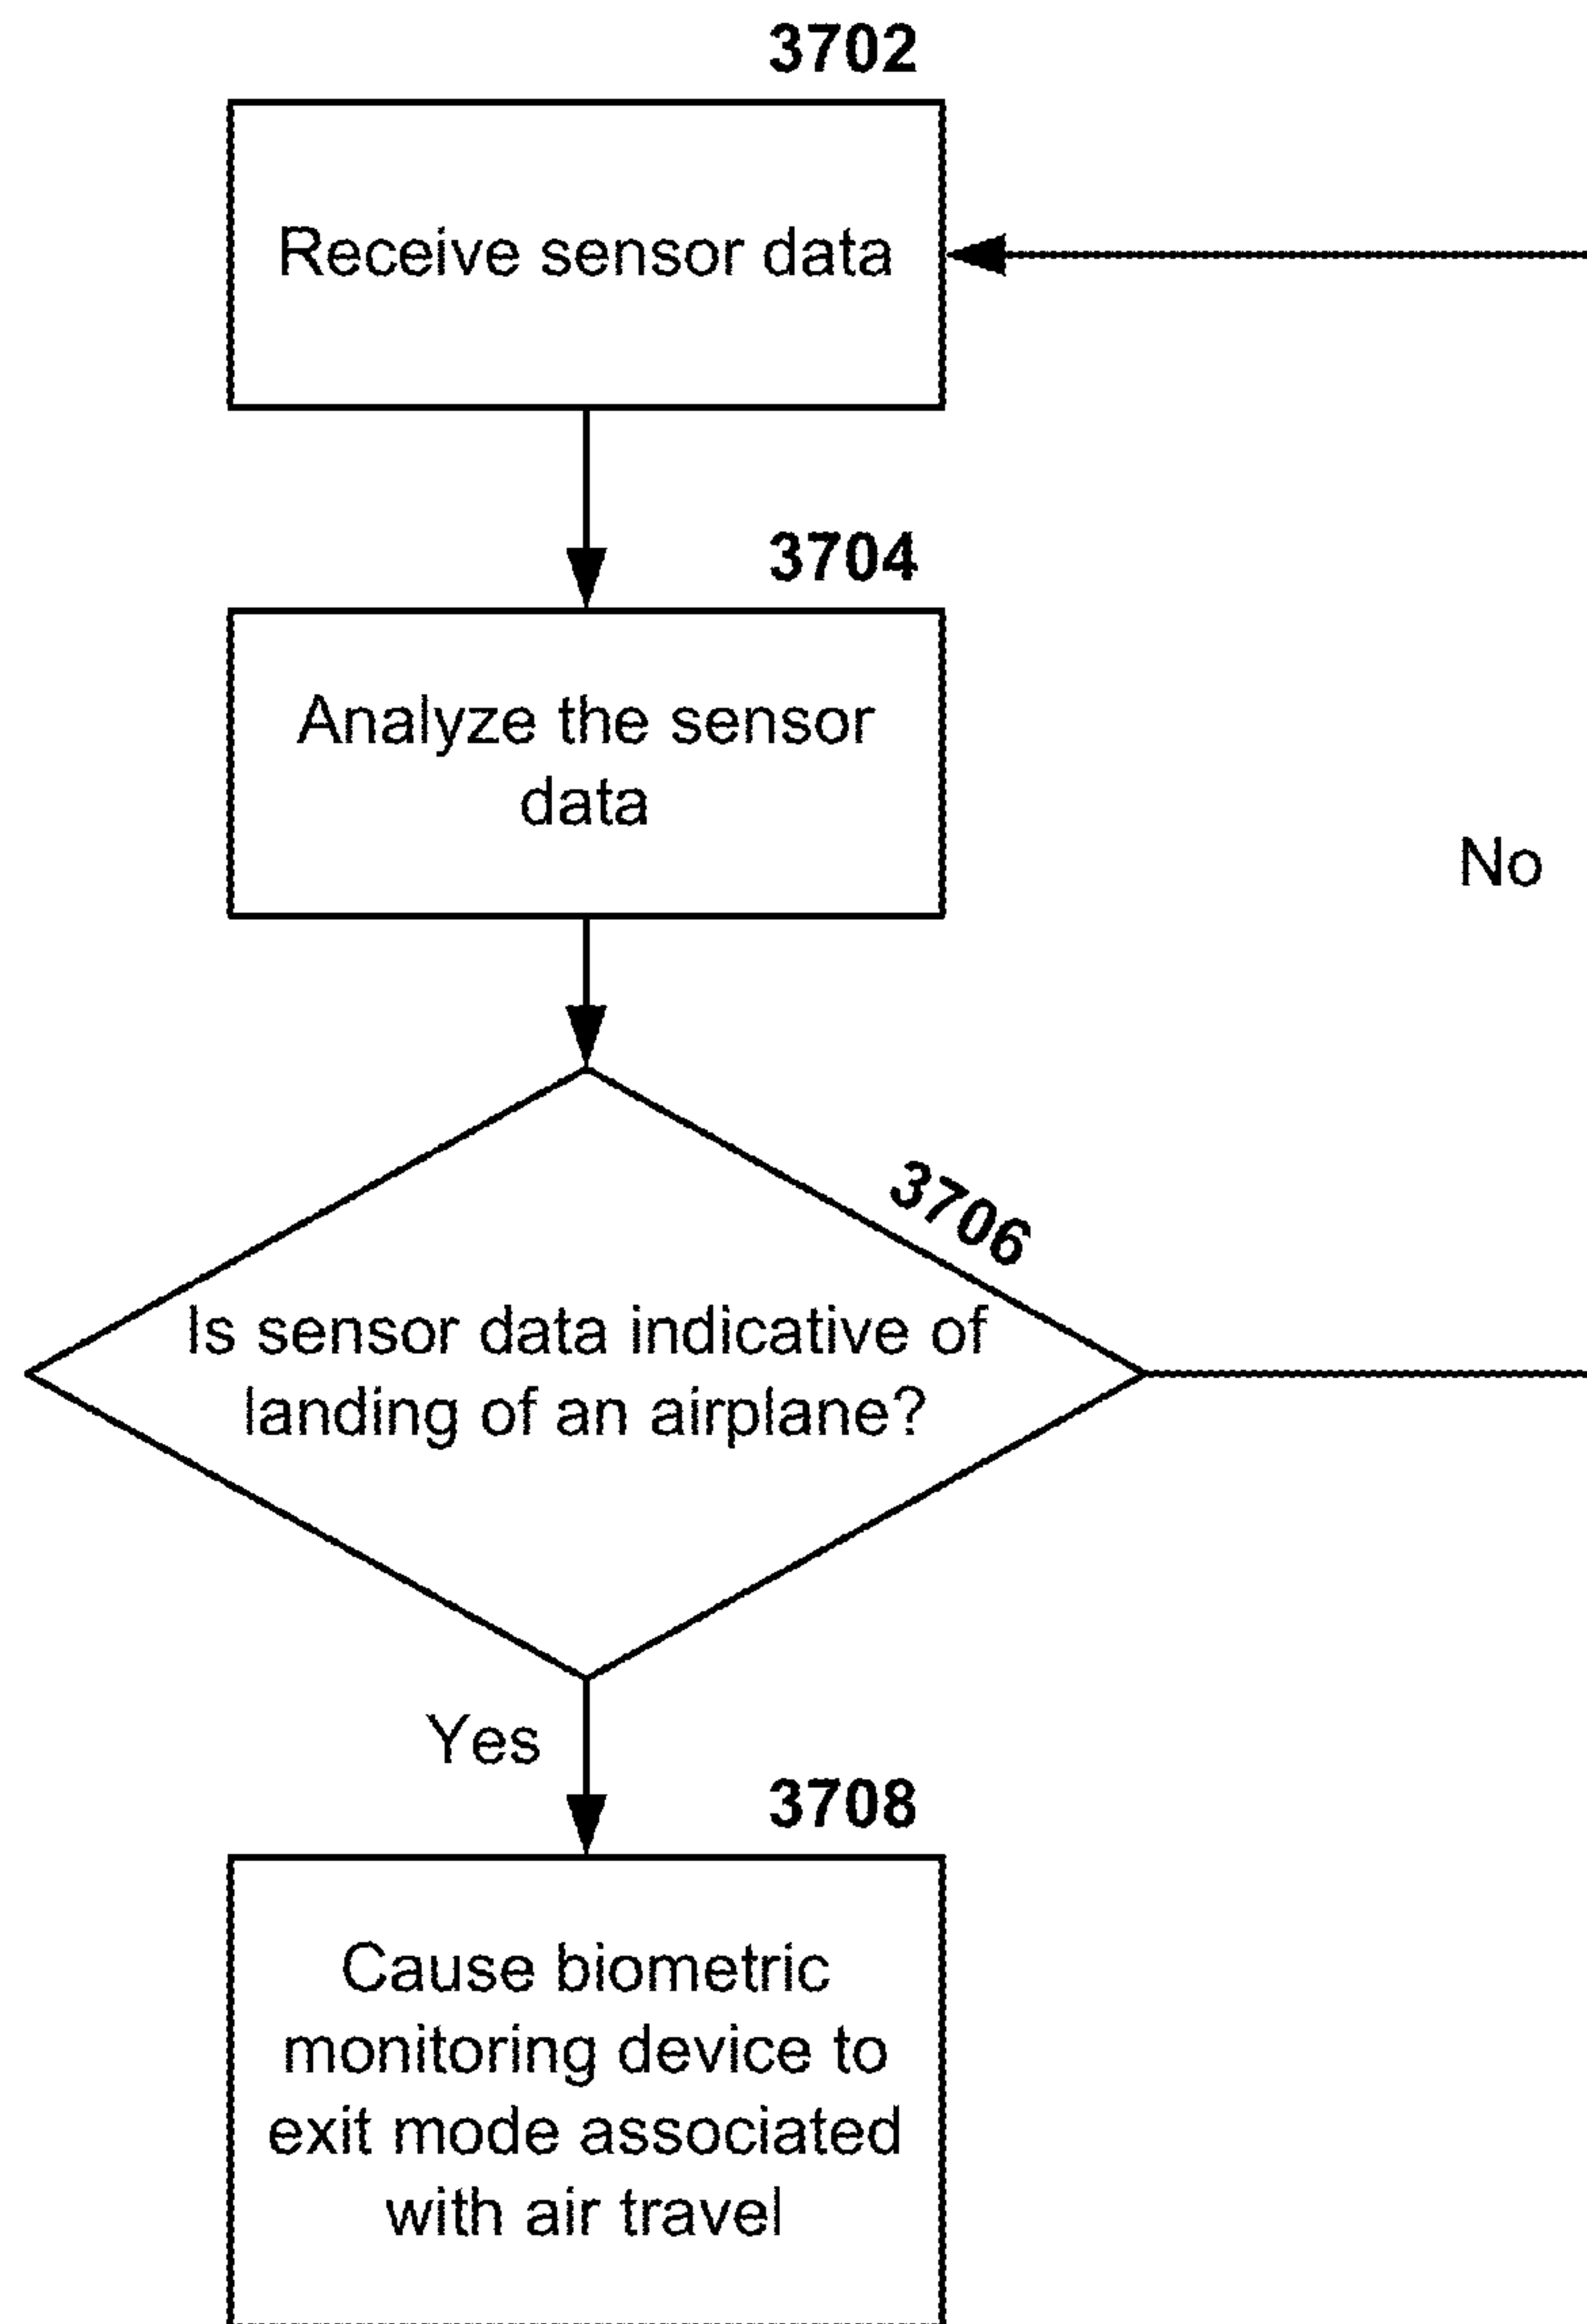 3702
Receive sensor data
3704
Analyze the sensor
data
No
3706
Is sensor data indicative of
landing of an airplane?
Yes
3708
Cause biometric
monitoring device to
exit mode associated
with air travel